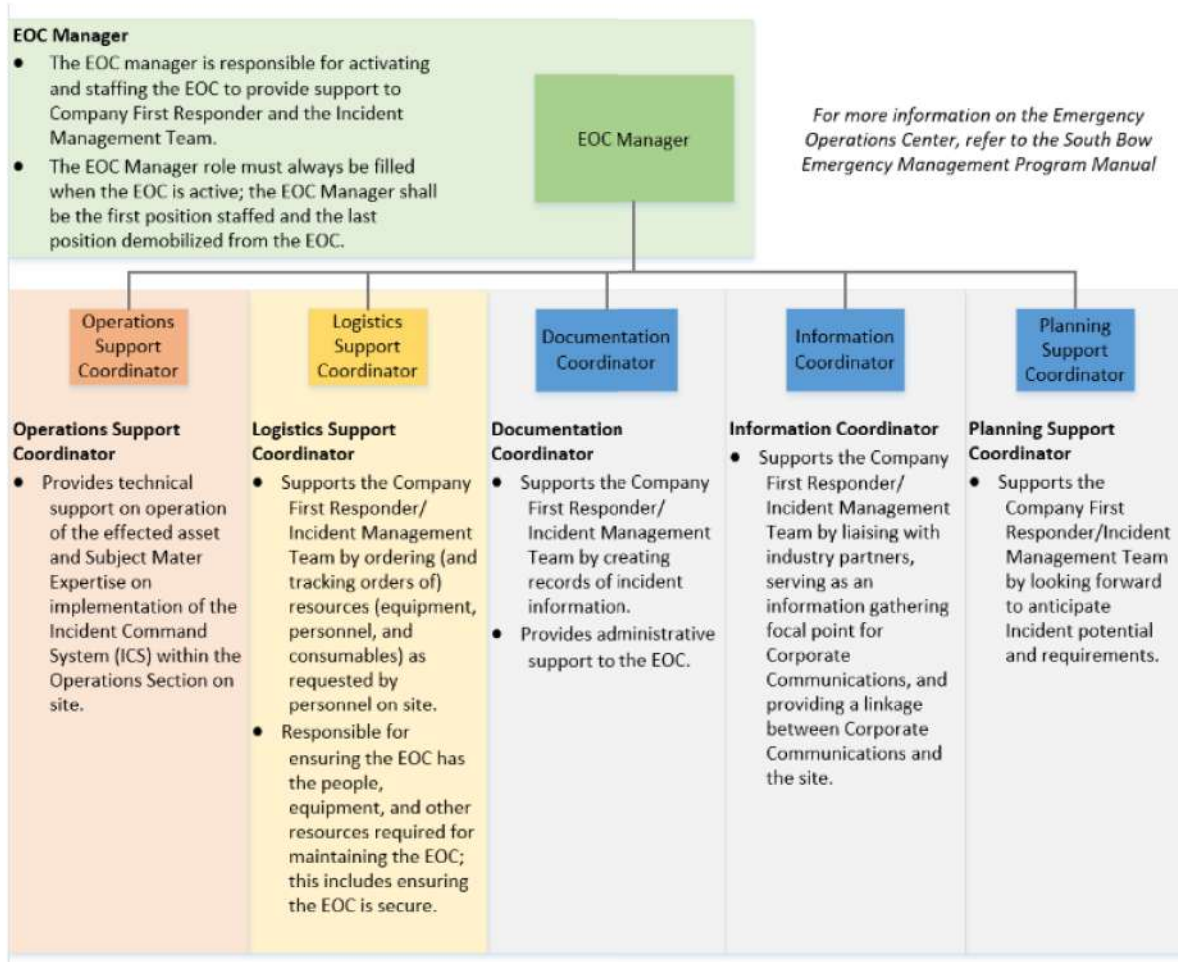 EOC Manager
● The EOC manager is responsible for activating
and staffing the EOC to provide support to
Company First Responder and the Incident
Management Team.
● The EOC Manager role must always be filled
when the EOC is active; the EOC Manager shall
be the first position staffed and the last
position demobilized from the EOC.
EOC Manager
For more information on the Emergency
Operations Center, refer to the South Bow
Emergency Management Program Manual
Operations
Support
Coordinator
Logistics
Support
Coordinator
Documentation
Coordinator
Information
Coordinator
Planning
Support
Coordinator
Operations Support
Coordinator
● Provides technical
support on operation
of the effected asset
and Subject Mater
Expertise on
implementation of the
Incident Command
System (ICS) within the
Operations Section on
site.
Logistics Support
Coordinator
● Supports the Company
First Responder/
Incident Management
Team by ordering (and
tracking orders of)
resources (equipment,
personnel, and
consumables) as
requested by
personnel on site.
● Responsible for
ensuring the EOC has
the people,
equipment, and other
resources required for
maintaining the EOC;
this includes ensuring
the EOC is secure.
Documentation
Coordinator
● Supports the Company
First Responder/
Incident Management
Team by creating
records of incident
information.
● Provides administrative
support to the EOC.
Information Coordinator
● Supports the Company
First Responder/
Incident Management
Team by liaising with
industry partners,
serving as an
information gathering
focal point for
Corporate
Communications, and
providing a linkage
between Corporate
Communications and
the site.
Planning Support
Coordinator
● Supports the
Company First
Responder/Incident
Management Team
by looking forward
to anticipate
Incident potential
and requirements.